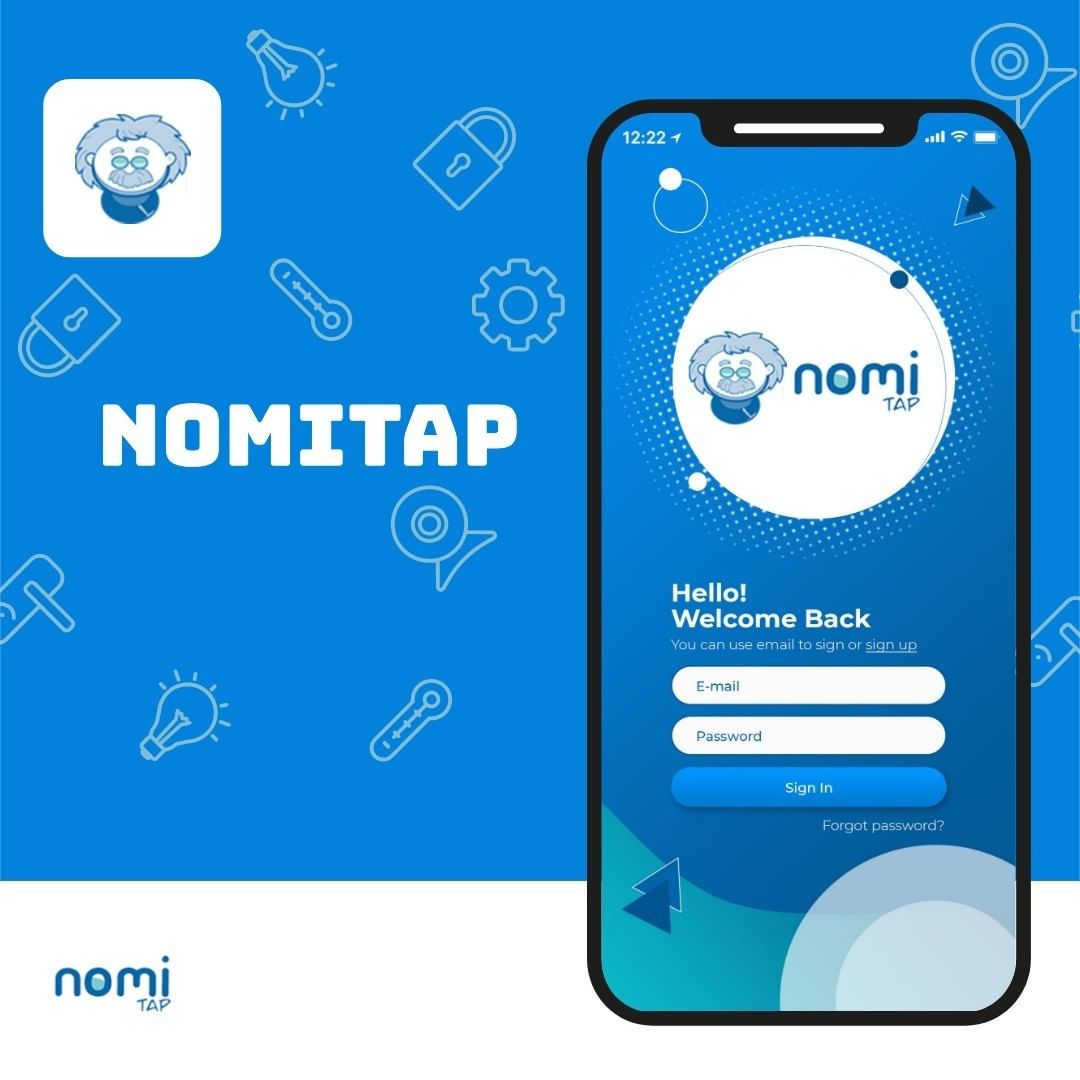 12:22
nomi
TAP
NOMITAP
Hello!
Welcome Back
You can use email to sign or sign up
E-mail
Password
Sign In
Forgot password?
nomi
TAP